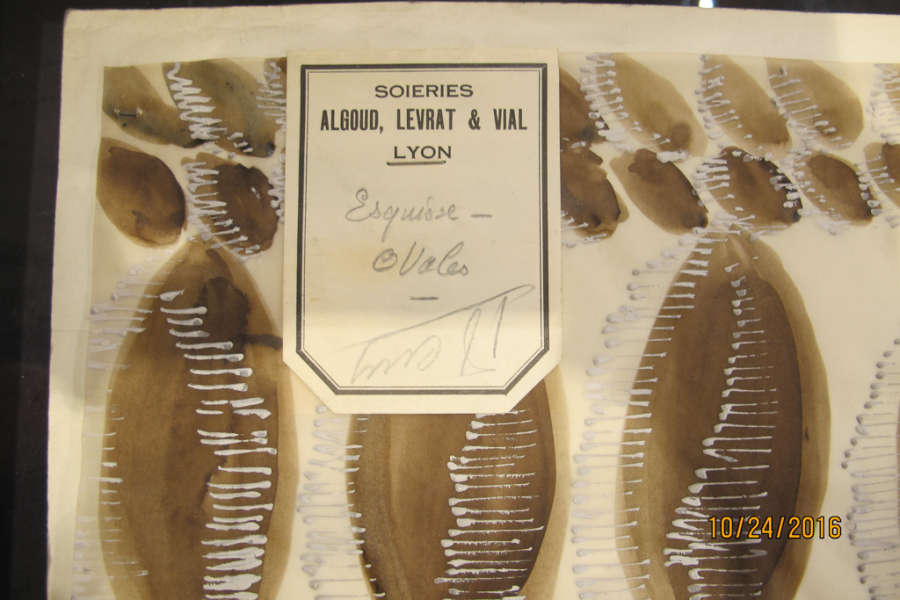 SOIERIES
ALGOUD, LEVRAT & VIAL
LYON
Esquisse —
Ovales
10/24/2016